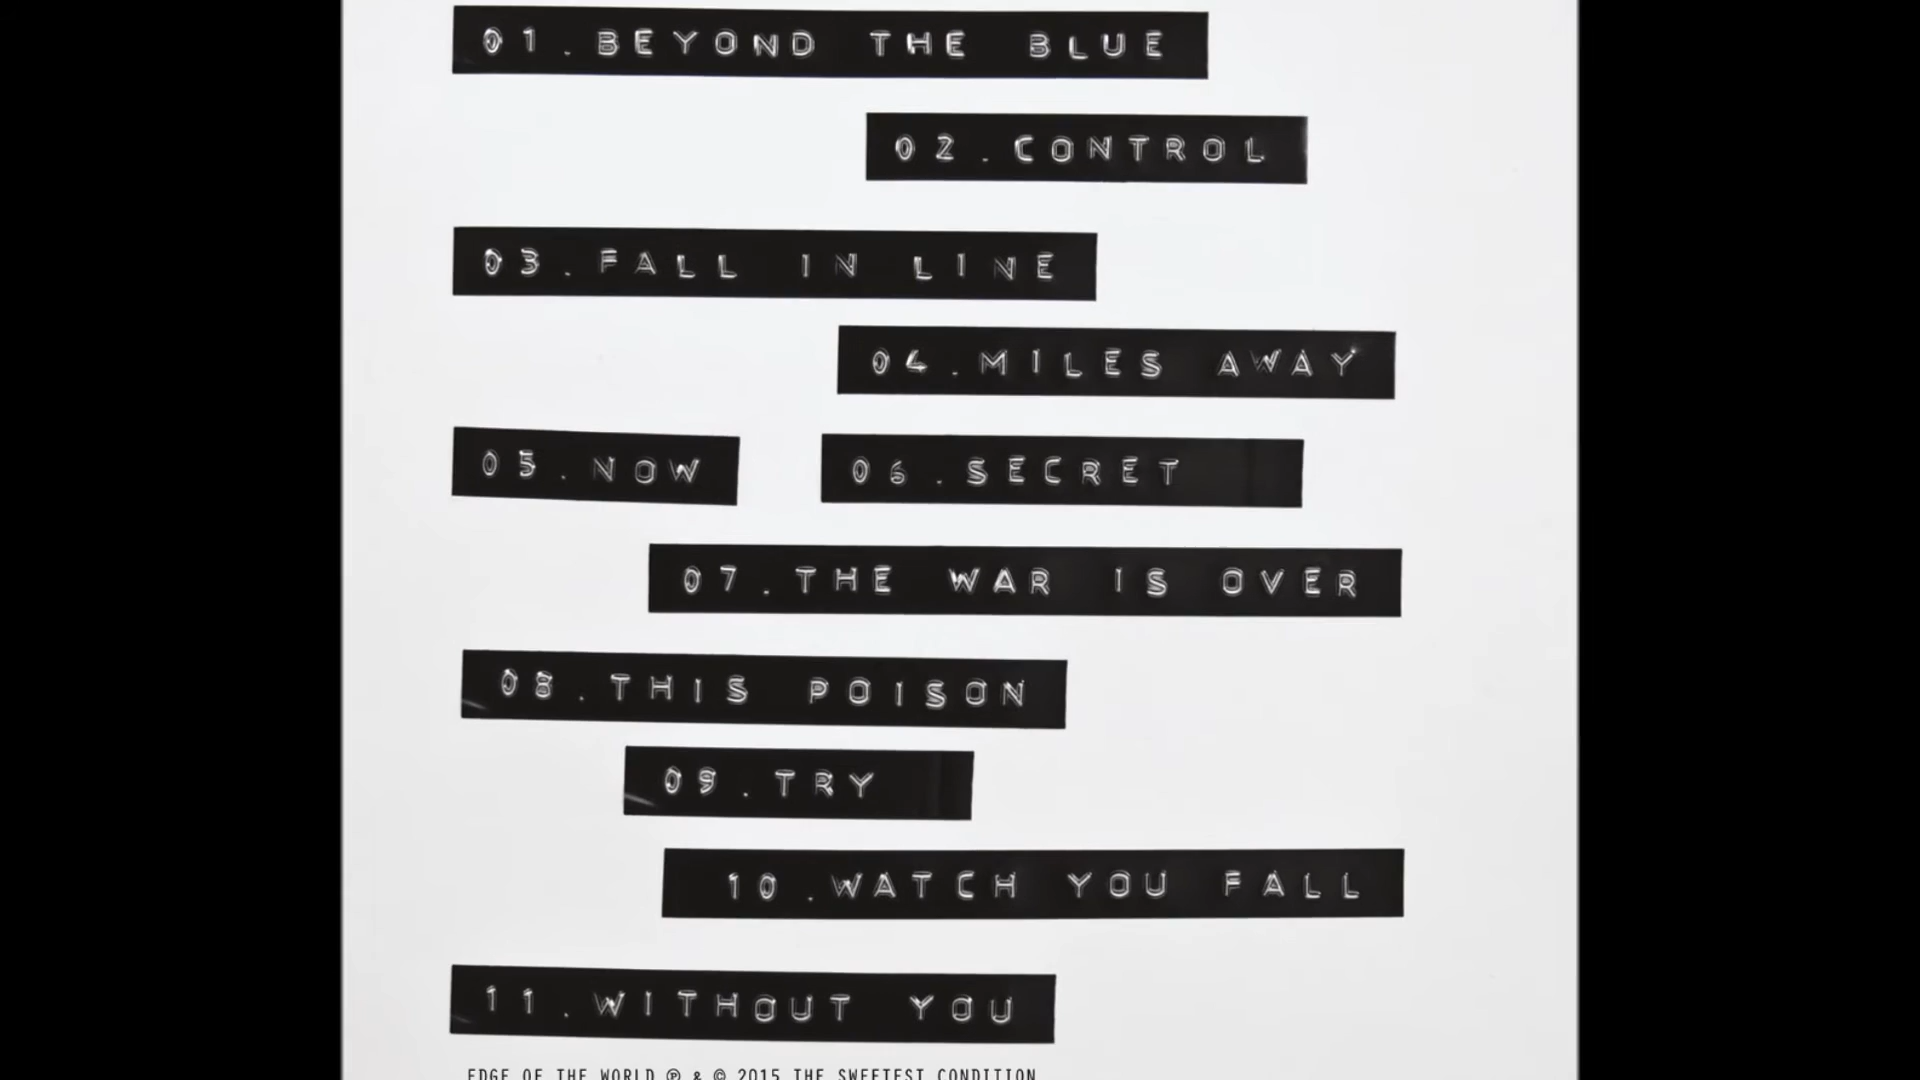 01.BEYOND THE BLUE
02.CONTROL
03.FALL IN LINE
04.MILES AWAY
05.NOW 06.SECRET
07.THE WAR IS OVER
08.THIS POISON
09.TRY
10.WATCH YOU FALL
11.WITHOUT YOU
EDGE OF THE WORLD ℗ & © 2015 THE SWEETEST CONDITION